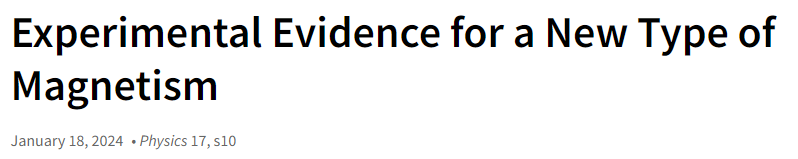 Experimental Evidence for a New Type of
Magnetism
January 18, 2024 • Physics 17, s10